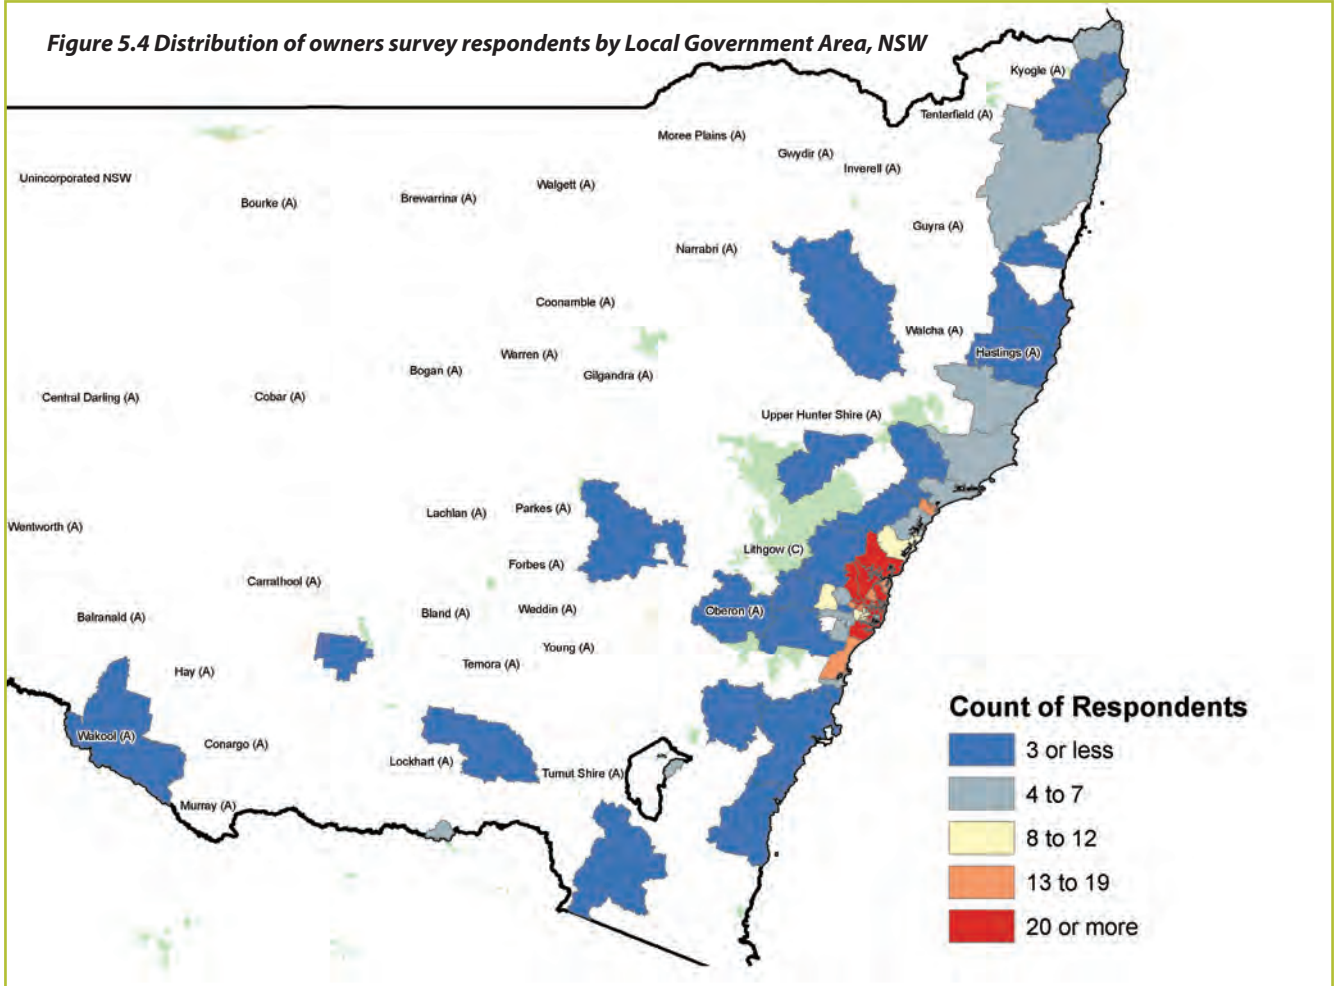 Figure 5.4 Distribution of owners survey respondents by Local Government Area, NSW
Kyogle (A)
Tenterfield (A)
Moree Plains (A)
Gwydir (A)
Inverell (A)
Unincorporated NSW
Bourke (A)
Brewarrina (A)
Walgett (A)
Guyra (A)
Narrabri (A)
Coonamble (A)
Walcha (A)
Hastings (A)
Warren (A)
Bogan (A)
Gilgandra (A)
Central Darling (A)
Cobar (A)
Upper Hunter Shire (A)
Lachlan (A)
Parkes (A)
Wentworth (A)
Lithgow (C)
Forbes (A)
Carrathool (A)
Balranald (A)
Bland (A)
Weddin (A)
Oberon (A)
Young (A)
Temora (A)
Hay (A)
Wakool (A)
Conargo (A)
Lockhart (A)
Tumut Shire (A)
Murray (A)
Count of Respondents
3 or less
4 to 7
8 to 12
13 to 19
20 or more